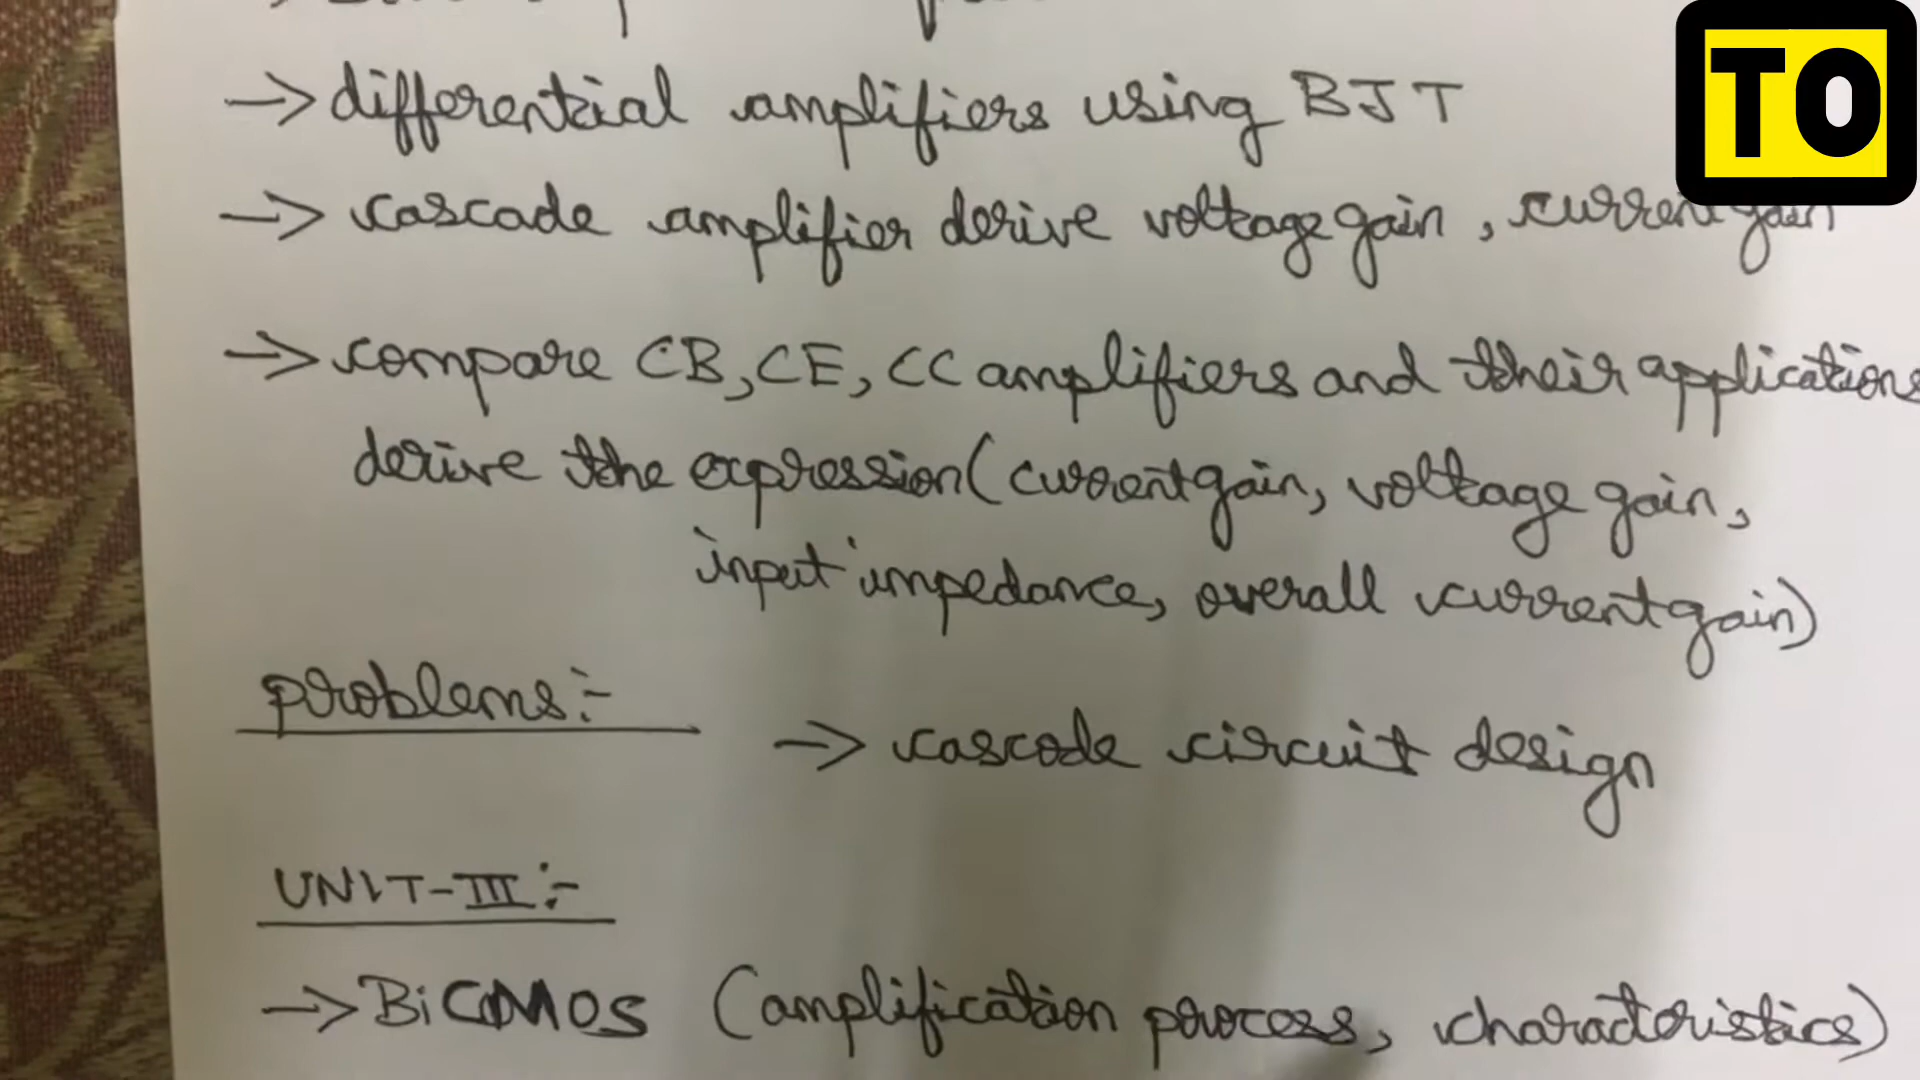 TO
→ differential amplifiers using BJT
→ cascade amplifier derive voltage gain, current gain
→ compare CB, CE, CC amplifiers and their applications
derive the expression (current gain, voltage gain,
input impedance, overall current gain)
problems:-
→ cascode circuit design
UNIT-III:-
→ BiCMOS (amplification process, characteristics)